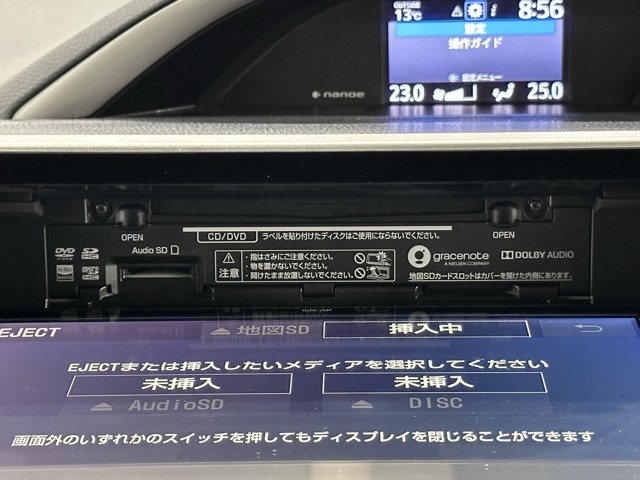 OUTSIDE
13℃
8:56
設定
操作ガイド
設定メニュー
nanoe
23.0
25.0
OPEN
OPEN
CD/DVD
ラベルを貼り付けたディスクはご使用にならないでください。
DVD
SD
Audio SD
注意
・指はさみにご注意ください。
・物を置かないでください。
・開けたまま放置しないでください。
gracenote
A NIELSEN COMPANY
DOLBY AUDIO
地図SDカードスロットはカバーを開けた内側にあります。
EJECT
地図SD
挿入中
EJECTまたは挿入したいメディアを選択してください
未挿入
未挿入
AudioSD
DISC
画面外のいずれかのスイッチを押してもディスプレイを閉じることができます